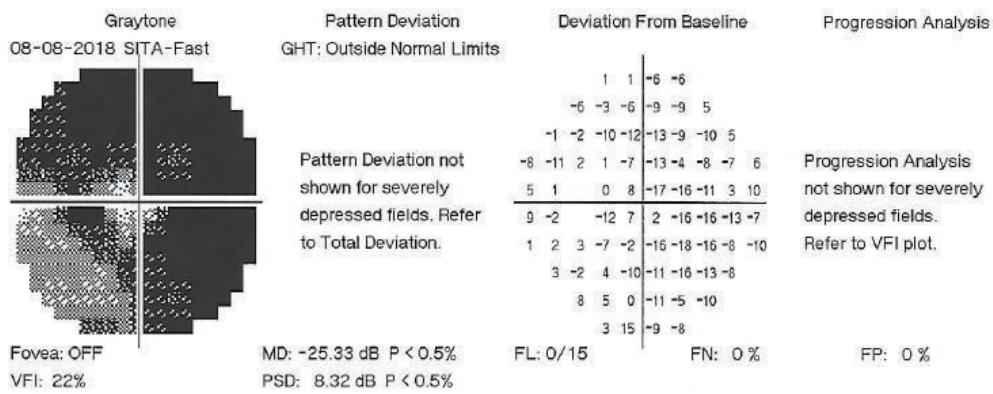 Graytone Pattern Deviation Deviation From Baseline Progression Analysis
08-08-2018 SITA-Fast GHT: Outside Normal Limits
1 1 -6 -6
-6 -3 -6 -9 -9 5
-1 -2 -10 -12 -13 -9 -10 5
-8 -11 2 1 -7 -13 -4 -8 -7 6
5 1 0 8 -17 -16 -11 3 10
9 -2 -12 7 2 -16 -16 -13 -7
1 2 3 -7 -2 -16 -18 -16 -8 -10
3 -2 4 -10 -11 -16 -13 -8
8 5 0 -11 -5 -10
3 15 -9 -8
Pattern Deviation not
shown for severely
depressed fields. Refer
to Total Deviation.
Progression Analysis
not shown for severely
depressed fields.
Refer to VFI plot.
Fovea: OFF MD: -25.33 dB P < 0.5% FL: 0/15 FN: 0 % FP: 0 %
VFI: 22% PSD: 8.32 dB P < 0.5%